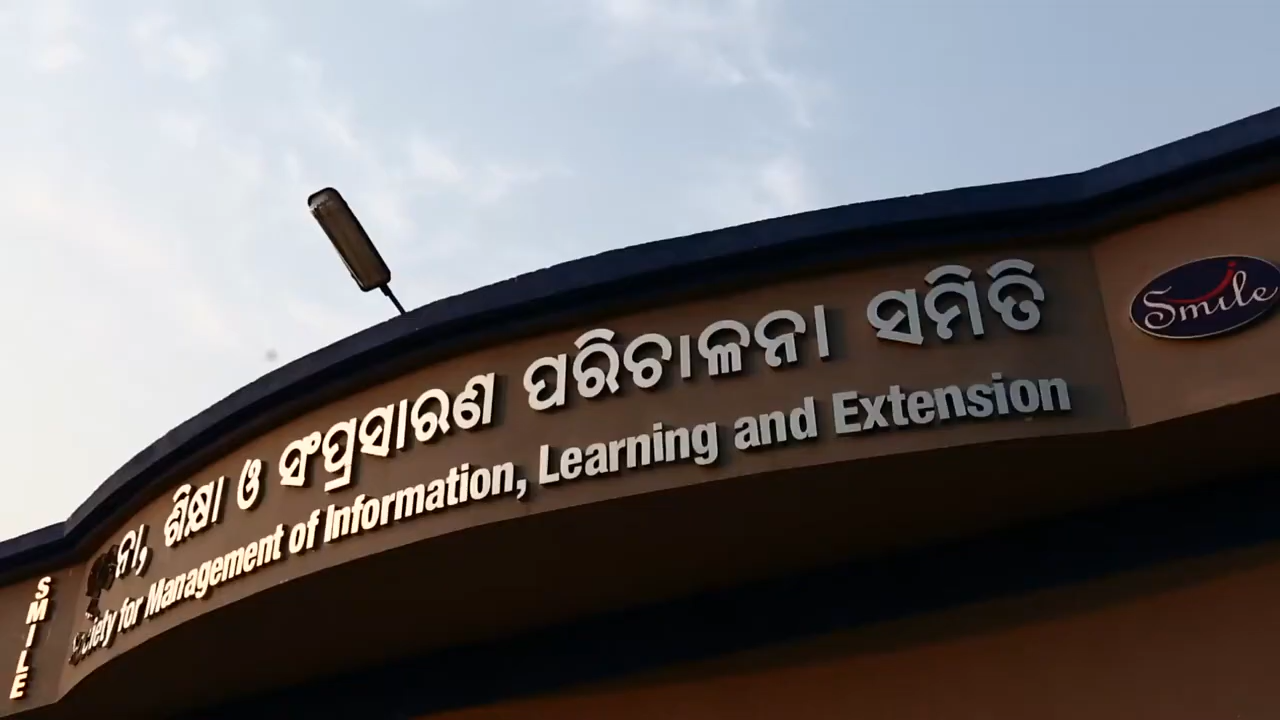 ଶିକ୍ଷା ଓ ସଂପ୍ରସାରଣ ପରିଚାଳନା ସମିତି
for Management of Information, Learning and Extension
SMILE
Smile